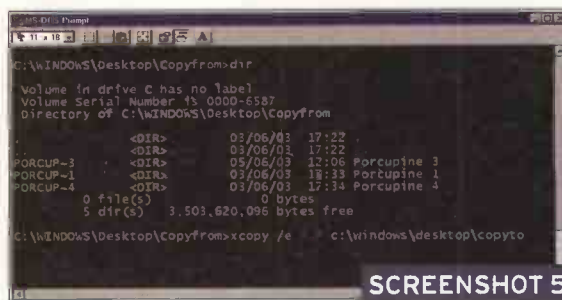 MS-DOS Prompt
11 x 18 A
C:\WINDOWS\Desktop\Copyfrom>dir
Volume in drive C has no label
Volume Serial Number is 0000-6587
Directory of C:\WINDOWS\Desktop\Copyfrom
. <DIR> 03/06/03 17:22 .
.. <DIR> 03/06/03 17:22 ..
PORCUP~3 <DIR> 05/06/03 12:06 Porcupine 3
PORCUP~1 <DIR> 03/06/03 Porcupine 1
PORCUP~4 <DIR> 03/06/03 17:34 Porcupine 4
0 file(s) 0 bytes
5 dir(s) 3,503,620,096 bytes free
C:\WINDOWS\Desktop\Copyfrom>xcopy /e c:\windows\desktop\copyto
SCREENSHOT 5